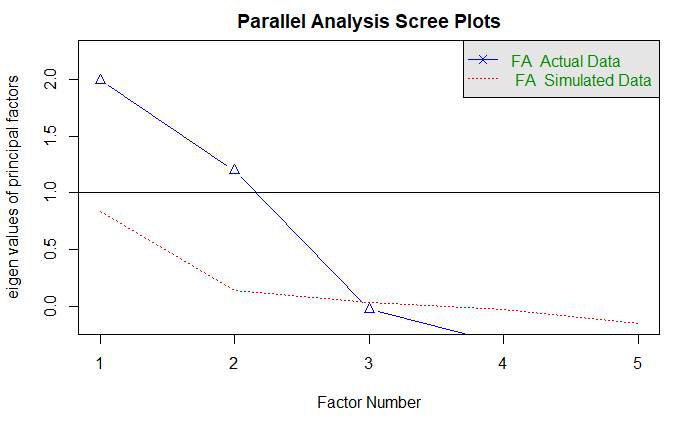 Parallel Analysis Scree Plots
FA  Actual Data
FA  Simulated Data
eigen values of principal factors
2.0
1.5
1.0
0.5
0.0
1 2 3 4 5
Factor Number